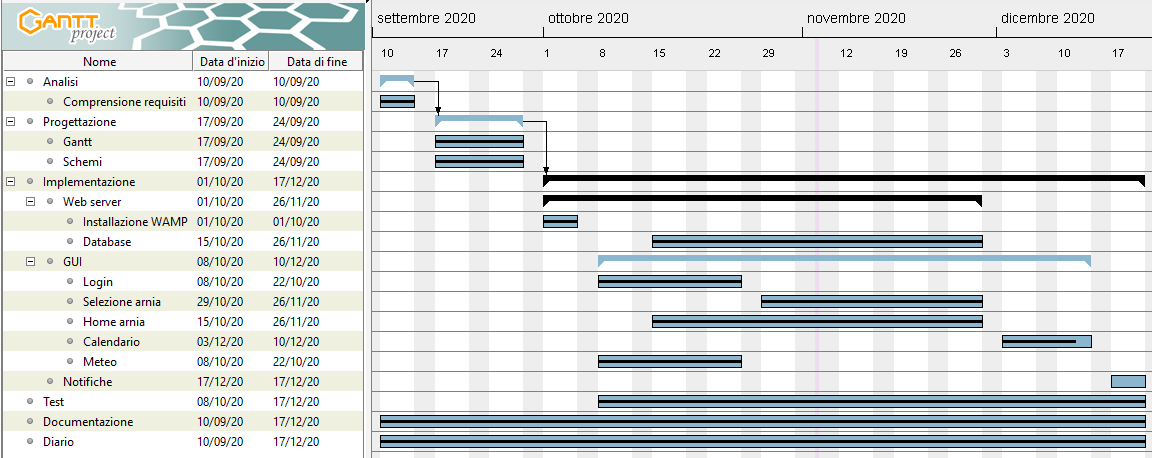 GANTT
project
settembre 2020 ottobre 2020 novembre 2020 dicembre 2020
10 17 24 1 8 15 22 29 12 19 26 3 10 17
Nome Data d'inizio Data di fine
Analisi 10/09/20 10/09/20
Comprensione requisiti 10/09/20 10/09/20
Progettazione 17/09/20 24/09/20
Gantt 17/09/20 24/09/20
Schemi 17/09/20 24/09/20
Implementazione 01/10/20 17/12/20
Web server 01/10/20 26/11/20
Installazione WAMP 01/10/20 01/10/20
Database 15/10/20 26/11/20
GUI 08/10/20 10/12/20
Login 08/10/20 22/10/20
Selezione arnia 29/10/20 26/11/20
Home arnia 15/10/20 26/11/20
Calendario 03/12/20 10/12/20
Meteo 08/10/20 22/10/20
Notifiche 17/12/20 17/12/20
Test 08/10/20 17/12/20
Documentazione 10/09/20 17/12/20
Diario 10/09/20 17/12/20